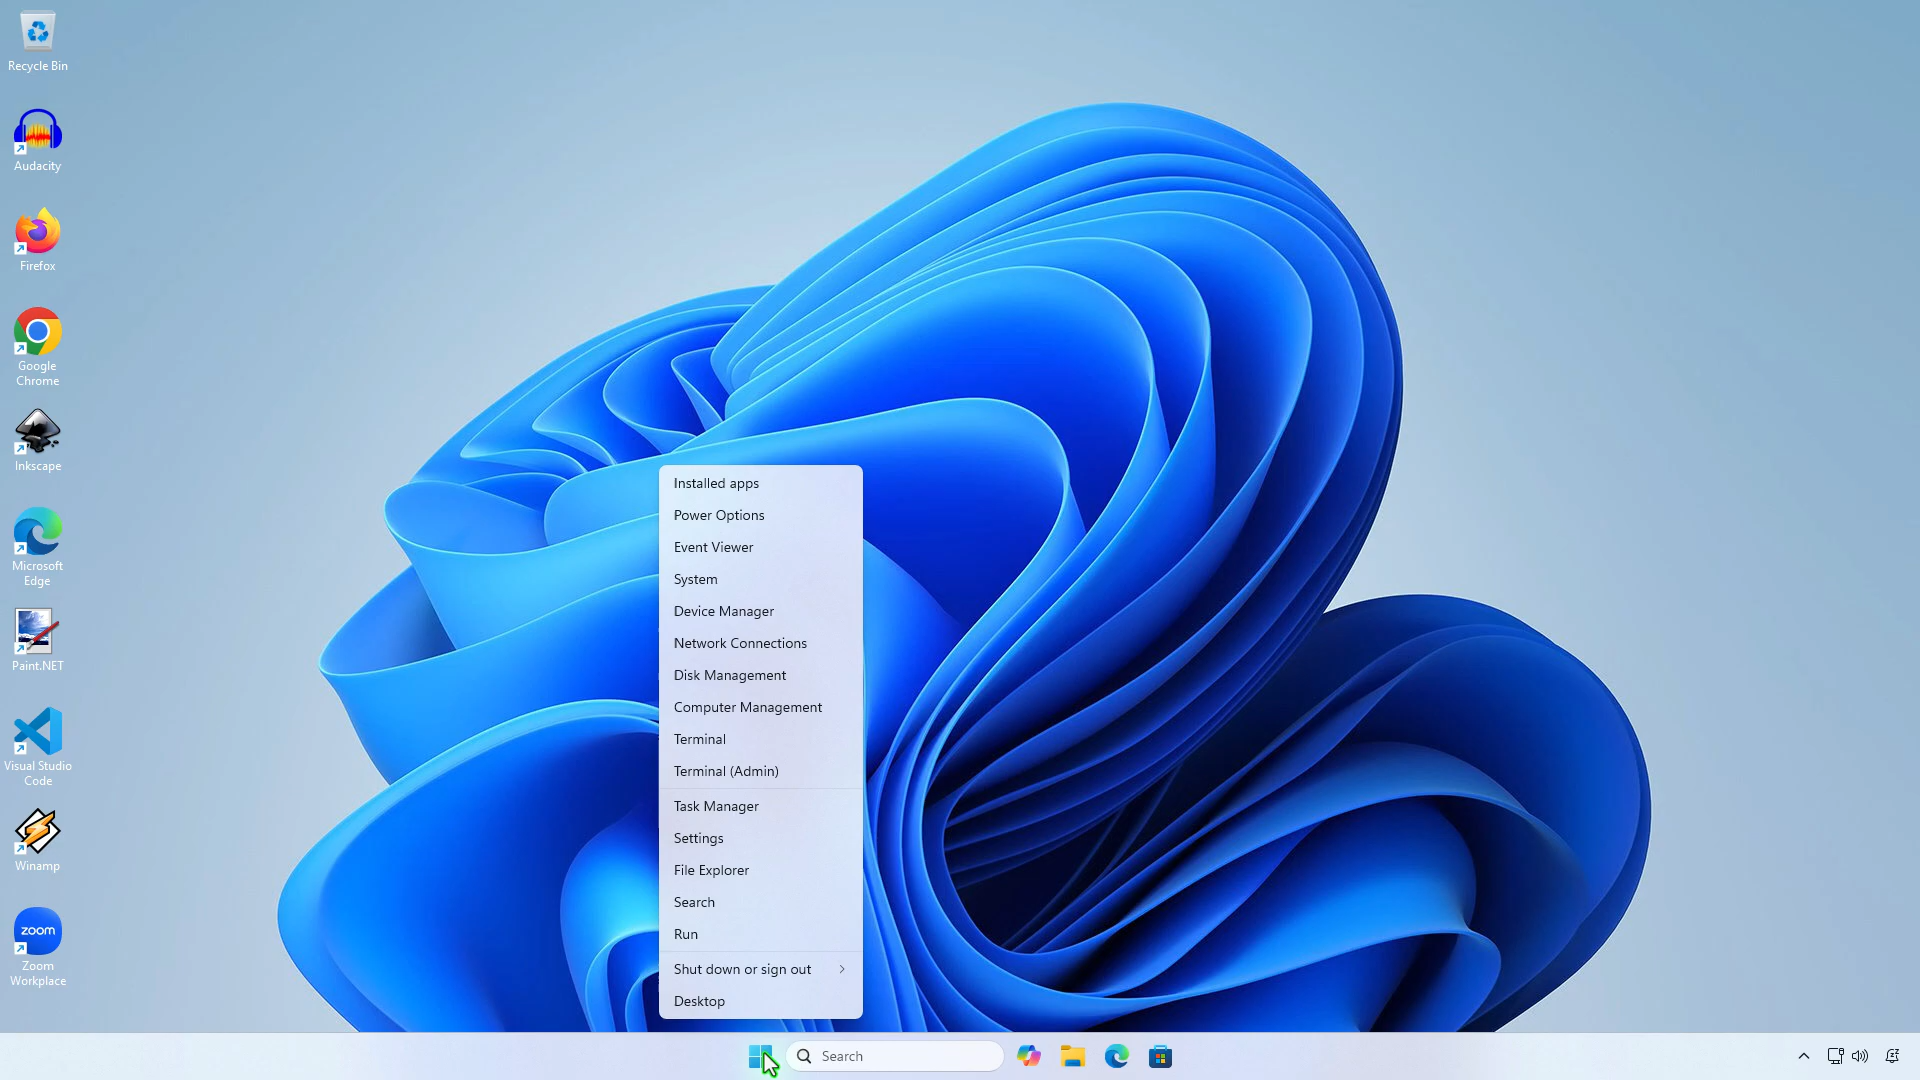 Recycle Bin
Audacity
Firefox
Google
Chrome
Inkscape
Microsoft
Edge
Paint.NET
Visual Studio
Code
Winamp
zoom
Zoom
Workplace
Installed apps
Power Options
Event Viewer
System
Device Manager
Network Connections
Disk Management
Computer Management
Terminal
Terminal (Admin)
Task Manager
Settings
File Explorer
Search
Run
Shut down or sign out
Desktop
Search